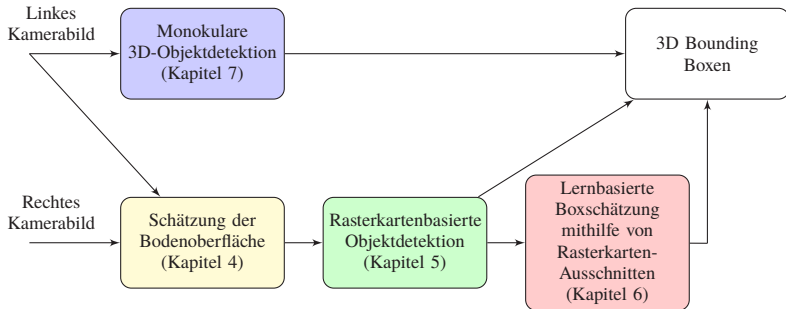 Linkes
Kamerabild
Monokulare
3D-Objektdetektion
(Kapitel 7)
3D Bounding
Boxen
Rechtes
Kamerabild
Schätzung der
Bodenoberfläche
(Kapitel 4)
Rasterkartenbasierte
Objektdetektion
(Kapitel 5)
Lernbasierte
Boxschätzung
mithilfe von
Rasterkarten-
Ausschnitten
(Kapitel 6)